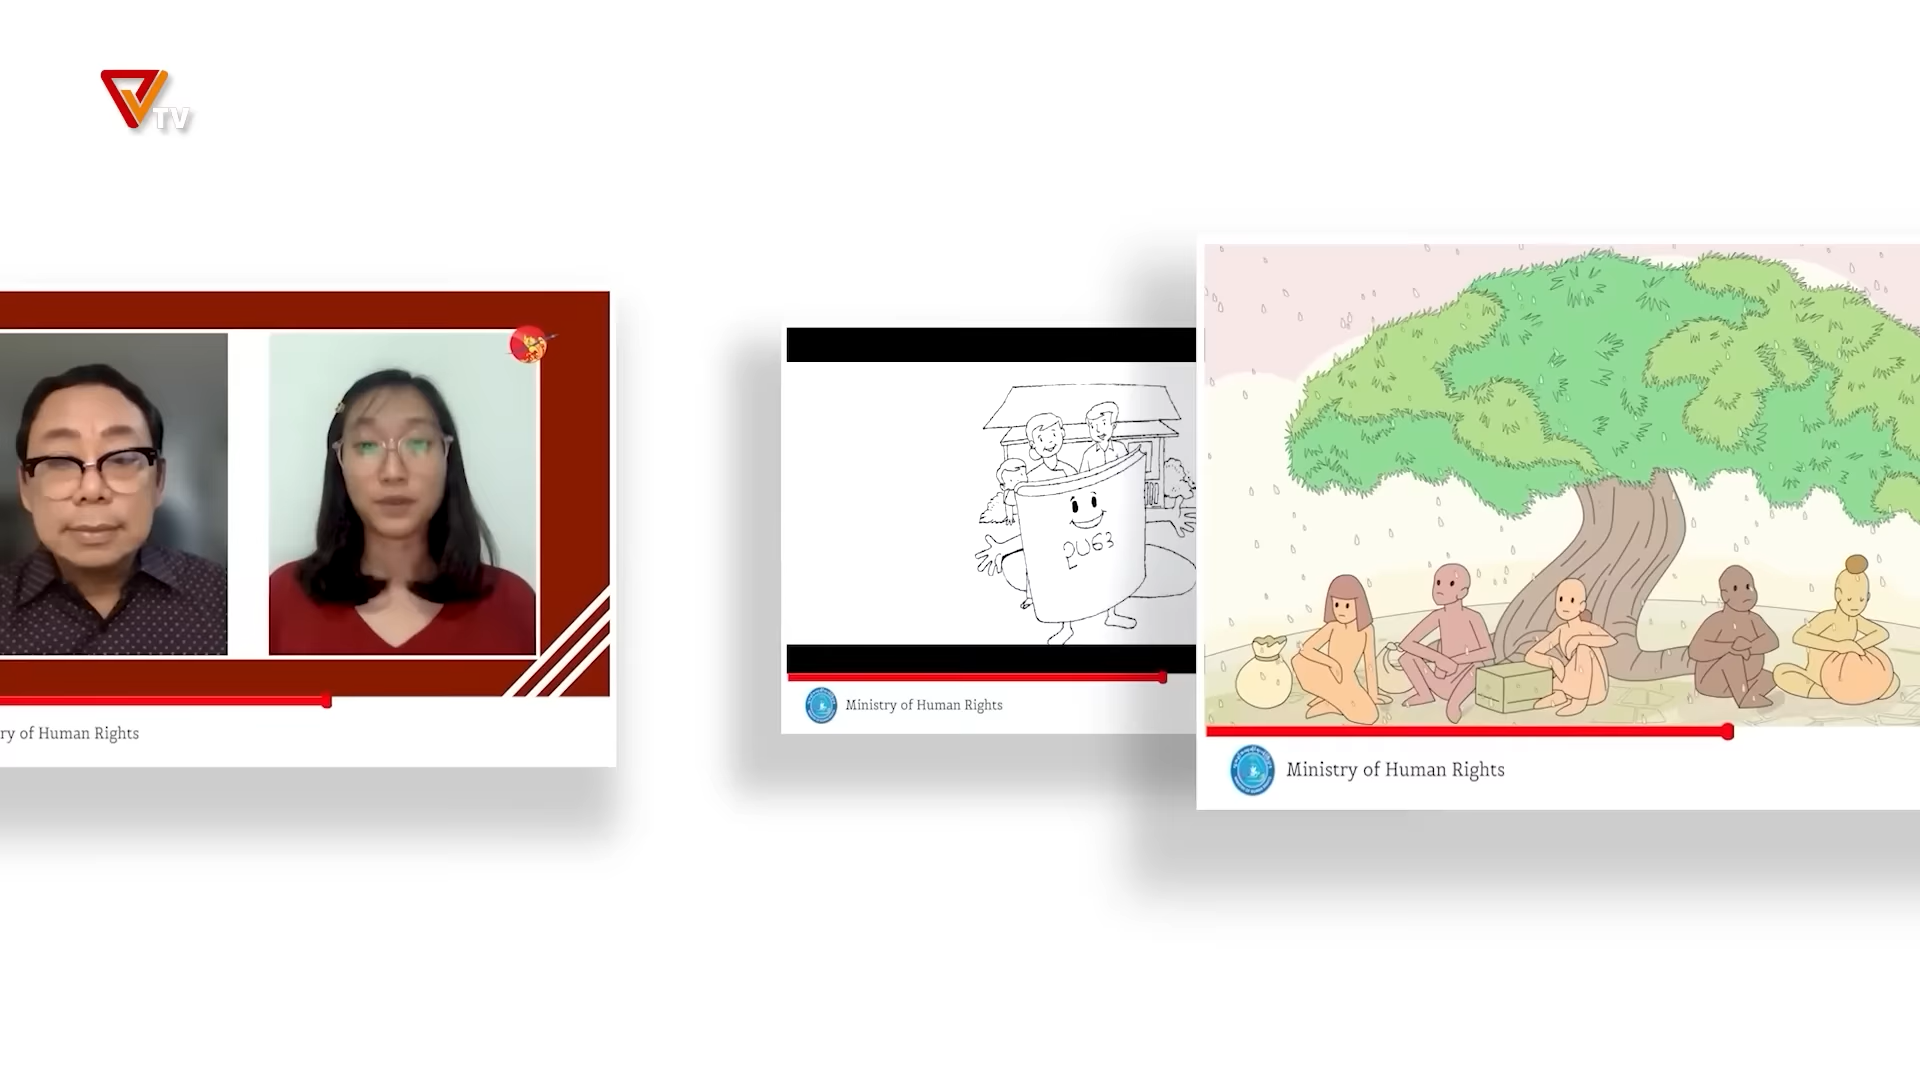 TV
ry of Human Rights
Ministry of Human Rights
Ministry of Human Rights